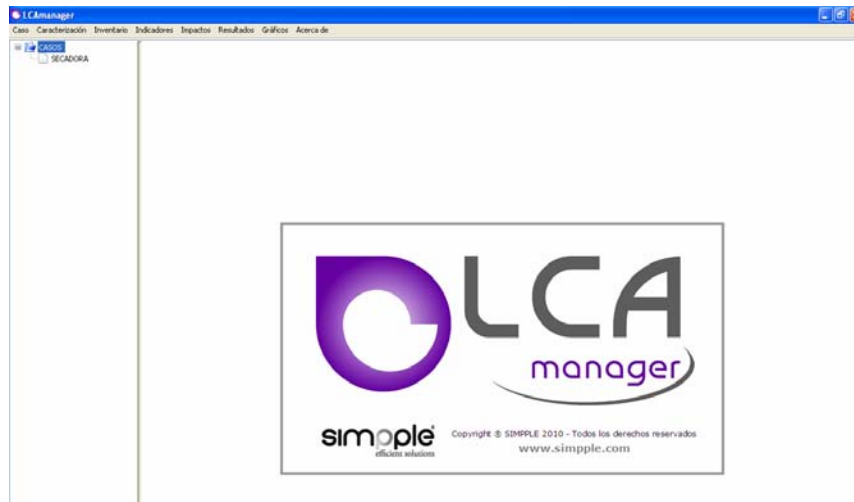 LCAmanager
Caso Caracterización Inventario Indicadores Impactos Resultados Gráficos Acerca de
CASOS
SECADORA
LCA
manager
simpple
efficient solutions
Copyright © SIMPPLE 2010 - Todos los derechos reservados
www.simpple.com